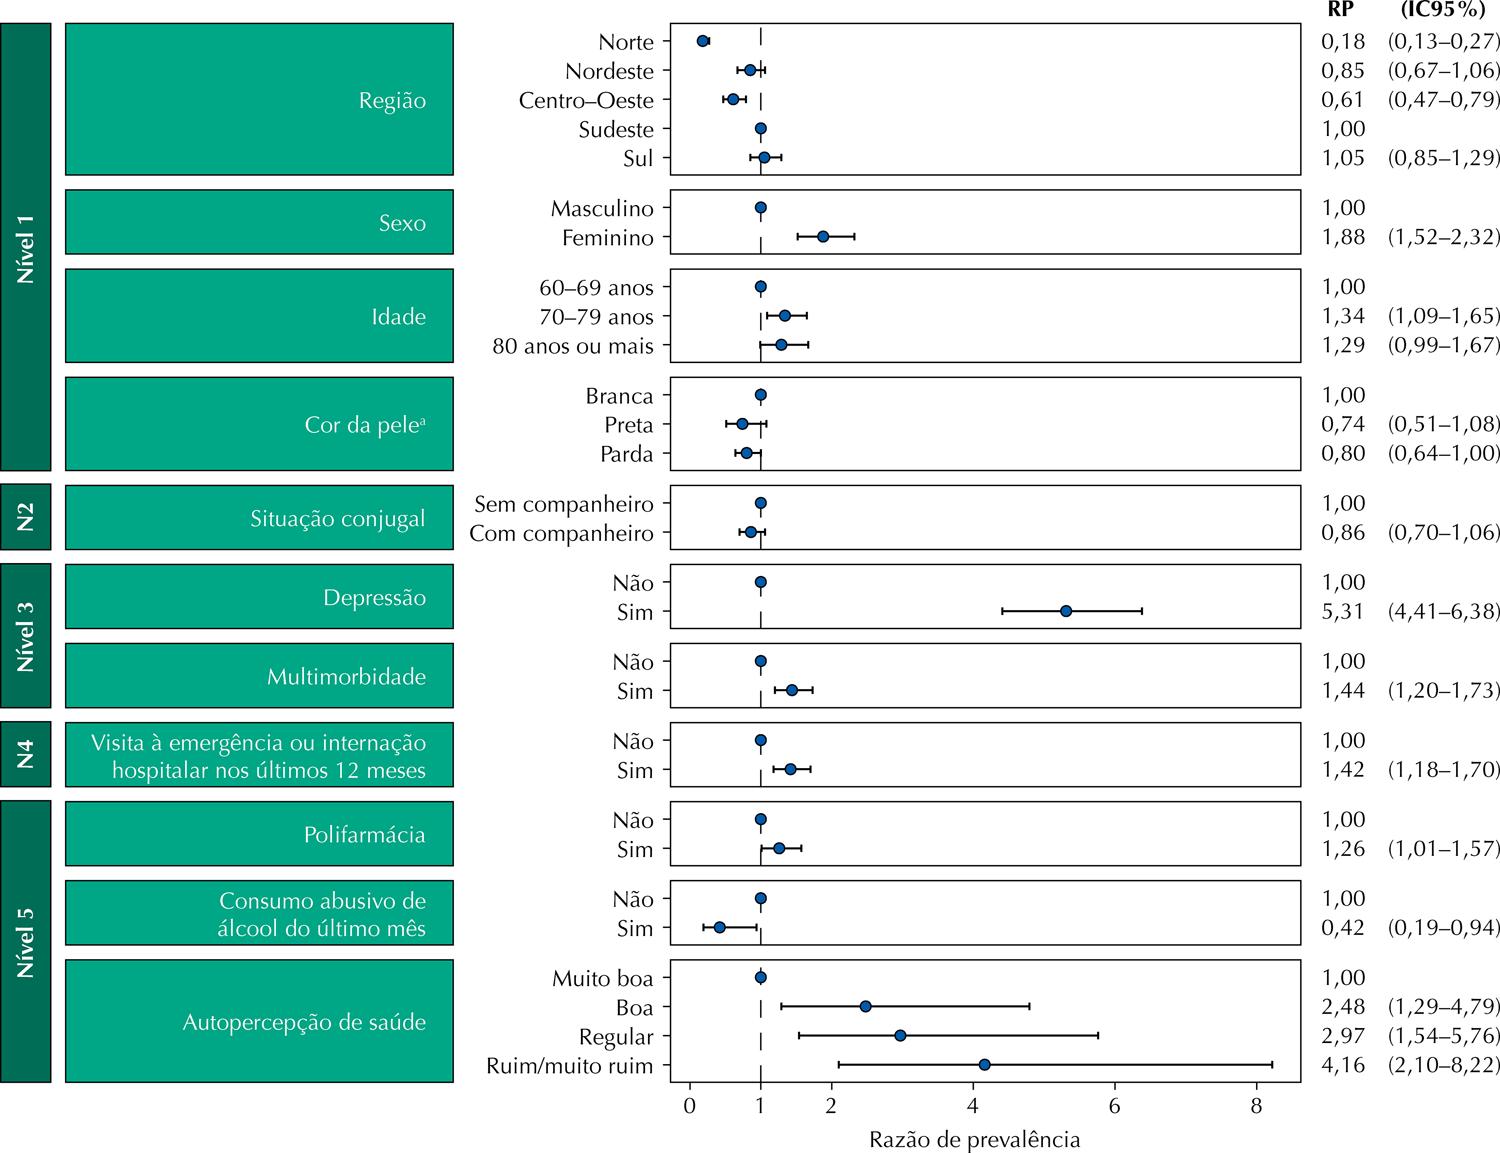 RP (IC95%)
Nível 1
Região
Norte 0,18 (0,13–0,27)
Nordeste 0,85 (0,67–1,06)
Centro–Oeste 0,61 (0,47–0,79)
Sudeste 1,00
Sul 1,05 (0,85–1,29)
Sexo
Masculino 1,00
Feminino 1,88 (1,52–2,32)
Idade
60–69 anos 1,00
70–79 anos 1,34 (1,09–1,65)
80 anos ou mais 1,29 (0,99–1,67)
Cor da peleª
Branca 1,00
Preta 0,74 (0,51–1,08)
Parda 0,80 (0,64–1,00)
N2
Situação conjugal
Sem companheiro 1,00
Com companheiro 0,86 (0,70–1,06)
Nível 3
Depressão
Não 1,00
Sim 5,31 (4,41–6,38)
Multimorbidade
Não 1,00
Sim 1,44 (1,20–1,73)
N4
Visita à emergência ou internação
hospitalar nos últimos 12 meses
Não 1,00
Sim 1,42 (1,18–1,70)
Nível 5
Polifarmácia
Não 1,00
Sim 1,26 (1,01–1,57)
Consumo abusivo de
álcool do último mês
Não 1,00
Sim 0,42 (0,19–0,94)
Autopercepção de saúde
Muito boa 1,00
Boa 2,48 (1,29–4,79)
Regular 2,97 (1,54–5,76)
Ruim/muito ruim 4,16 (2,10–8,22)
0 1 2 4 6 8
Razão de prevalência